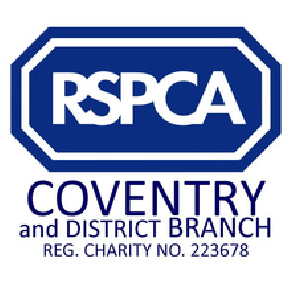 RSPCA
COVENTRY
and DISTRICT BRANCH
REG. CHARITY NO. 223678